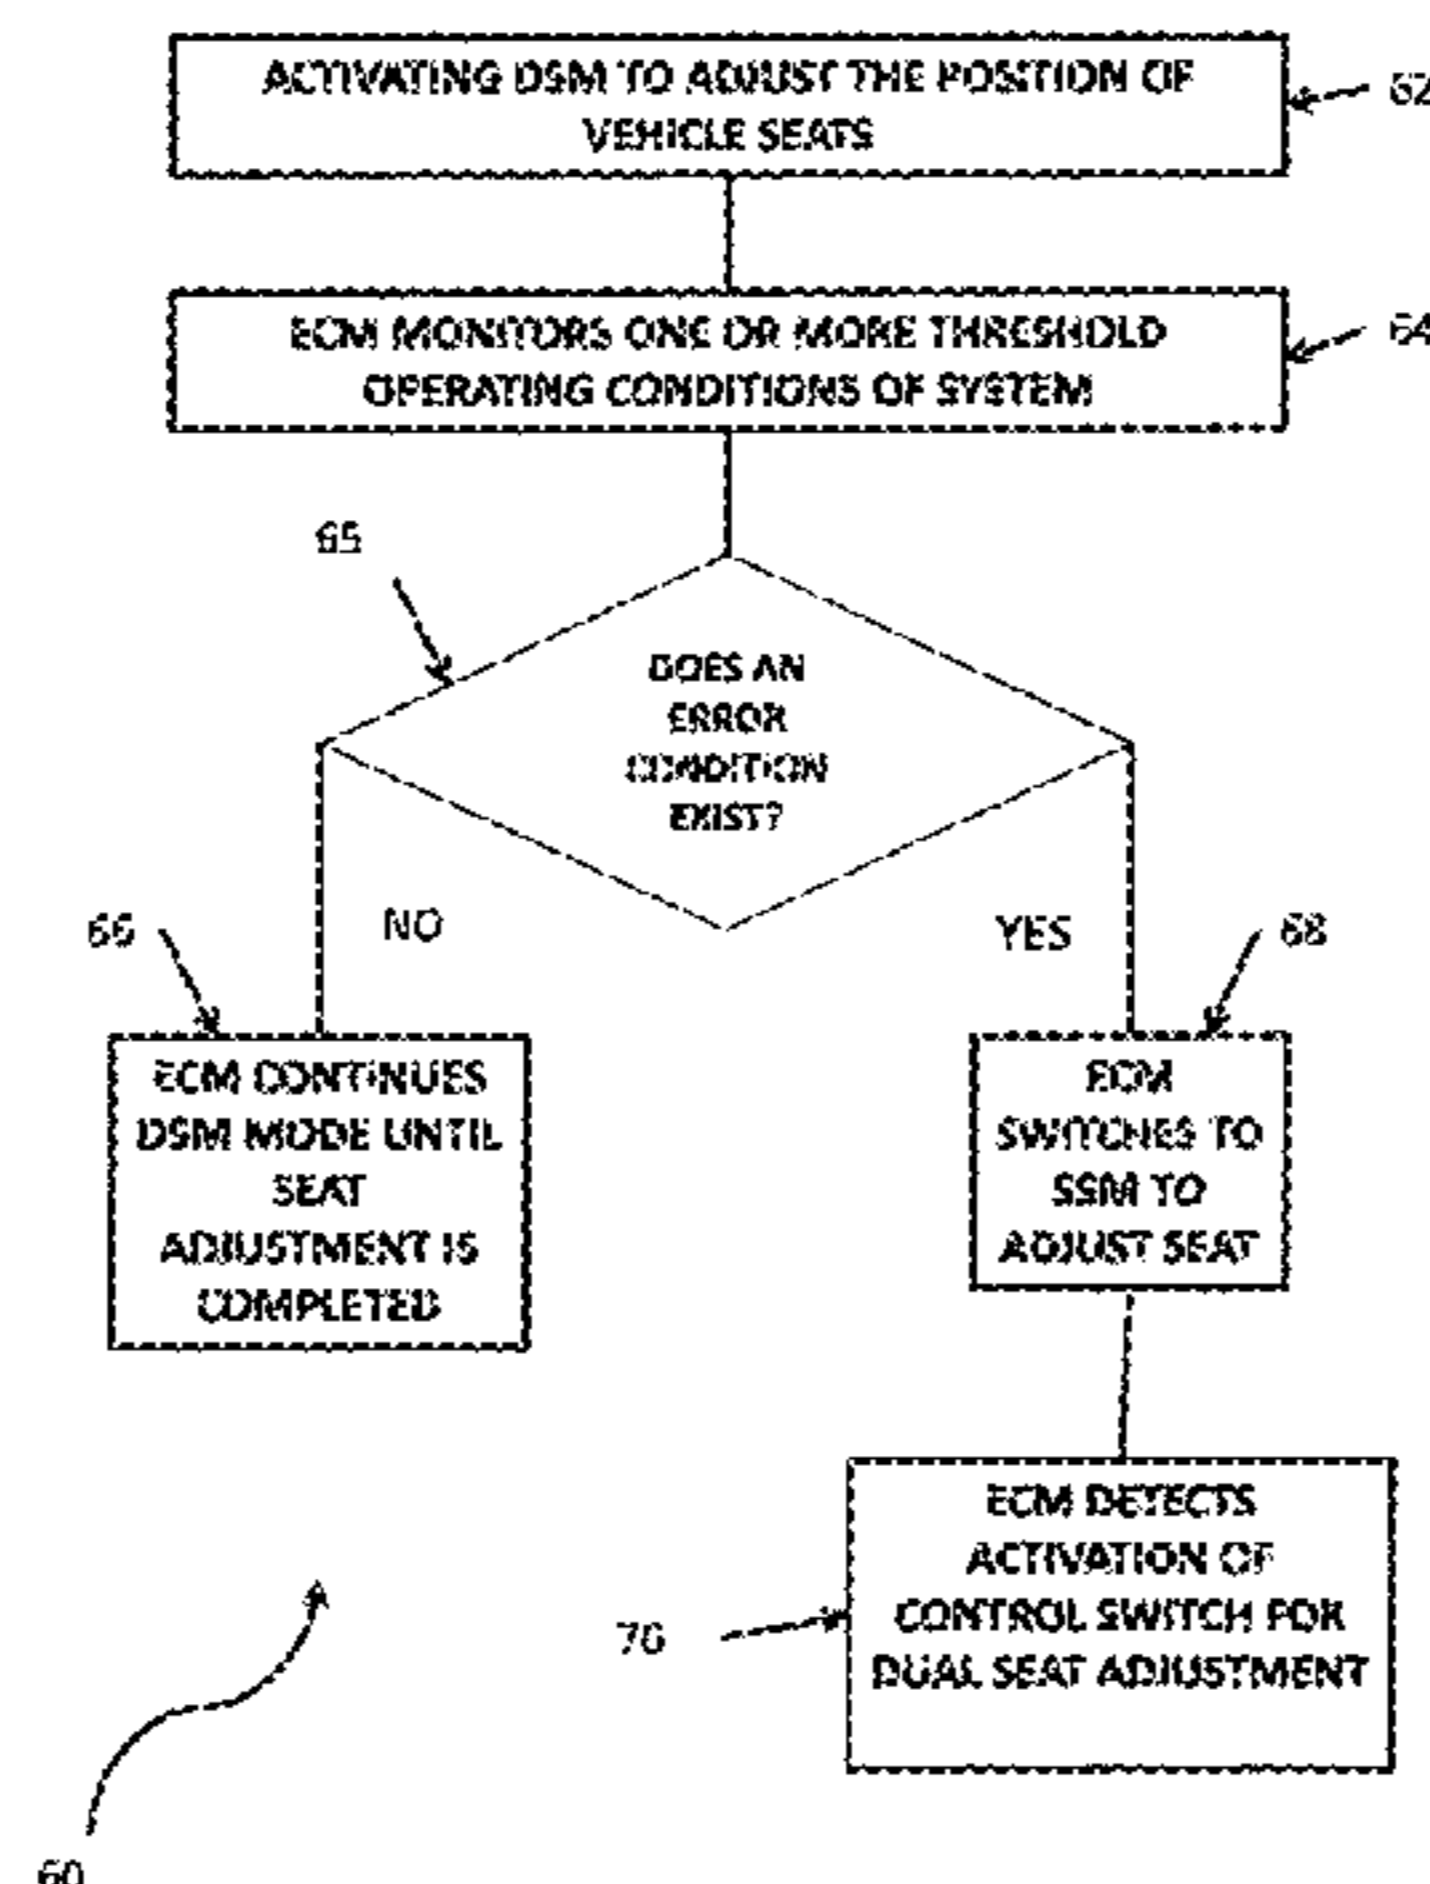 ACTIVATING DSM TO ADJUST THE POSITION OF
VEHICLE SEATS
62
ECM MONITORS ONE OR MORE THRESHOLD
OPERATING CONDITIONS OF SYSTEM
64
65
DOES AN
ERROR
CONDITION
EXIST?
66
NO
YES
68
ECM CONTINUES
DSM MODE UNTIL
SEAT
ADJUSTMENT IS
COMPLETED
ECM
SWITCHES TO
SSM TO
ADJUST SEAT
ECM DETECTS
ACTIVATION OF
CONTROL SWITCH FOR
DUAL SEAT ADJUSTMENT
70
60